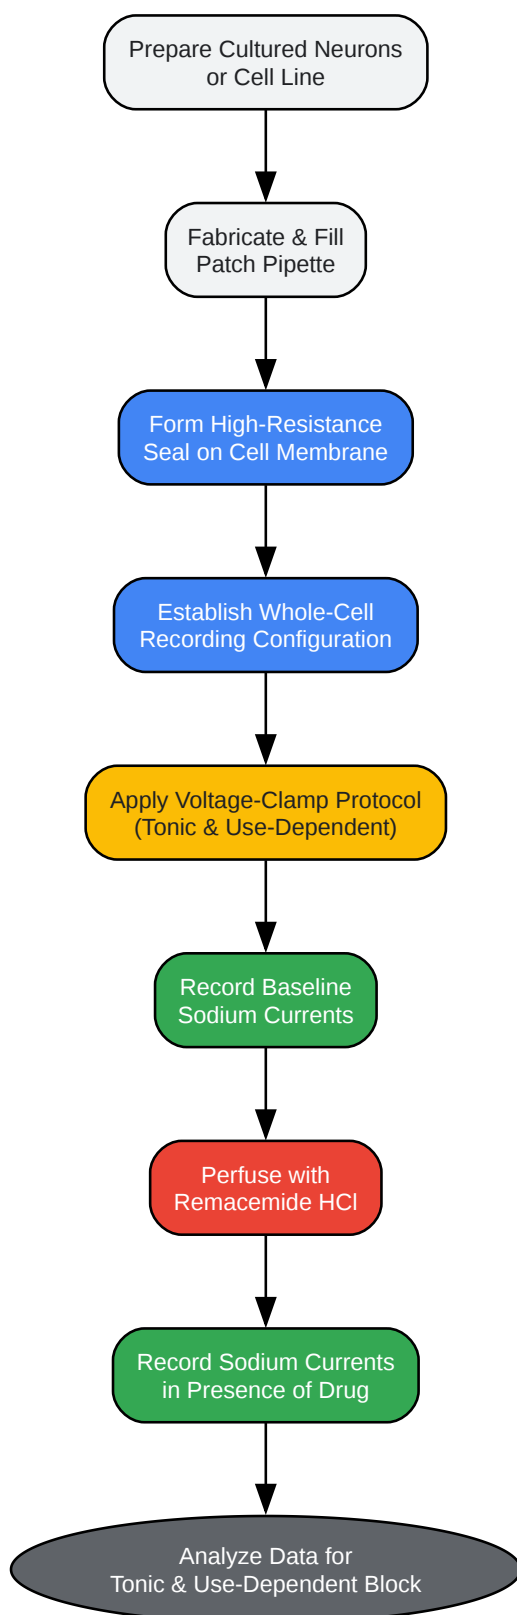 Prepare Cultured Neurons
or Cell Line
Fabricate & Fill
Patch Pipette
Form High-Resistance
Seal on Cell Membrane
Establish Whole-Cell
Recording Configuration
Apply Voltage-Clamp Protocol
(Tonic & Use-Dependent)
Record Baseline
Sodium Currents
Perfuse with
Remacemide HCl
Record Sodium Currents
in Presence of Drug
Analyze Data for
Tonic & Use-Dependent Block